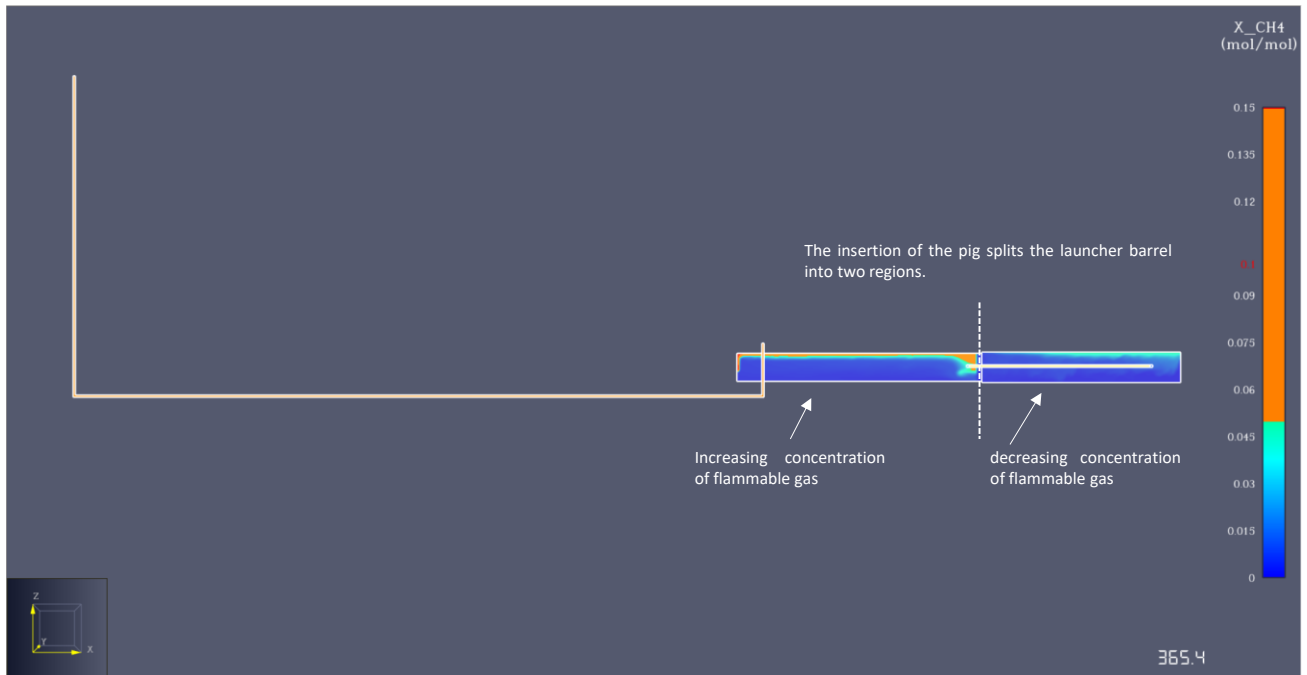 X_CH4
(mol/mol)
0.15
0.135
0.12
0.1
0.09
0.075
0.06
0.045
0.03
0.015
0
The insertion of the pig splits the launcher barrel
into two regions.
Increasing concentration
of flammable gas
decreasing concentration
of flammable gas
Z
Y
X
365.4